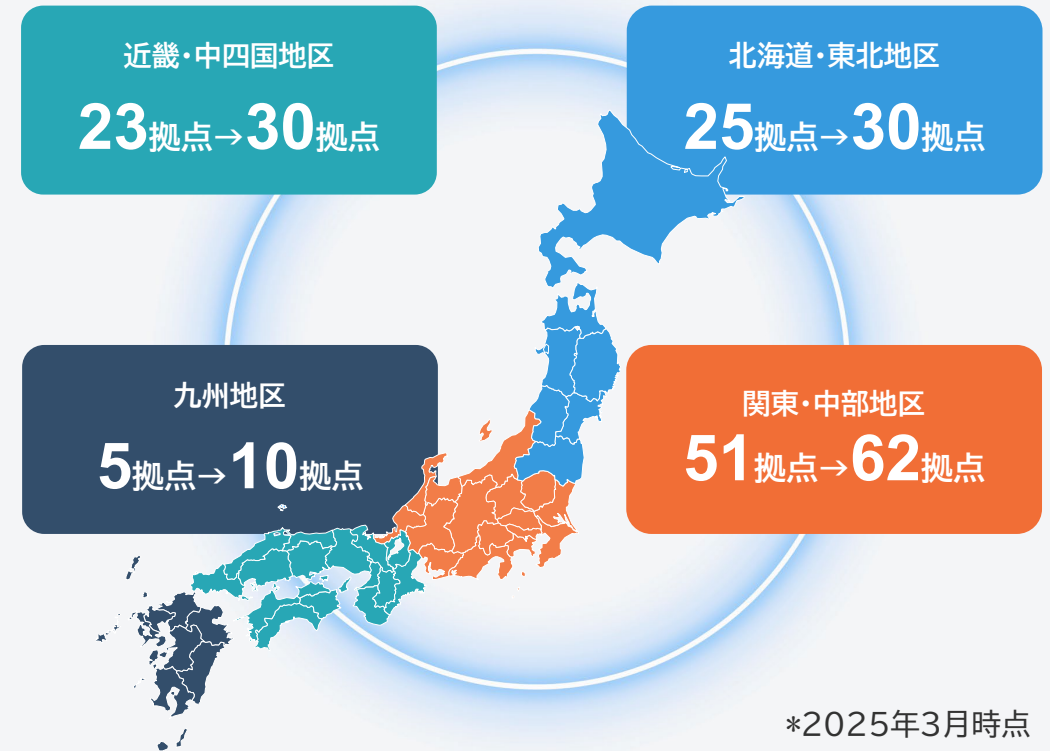 近畿・中四国地区
23拠点→30拠点
北海道・東北地区
25拠点→30拠点
九州地区
5拠点→10拠点
関東・中部地区
51拠点→62拠点
*2025年3月時点